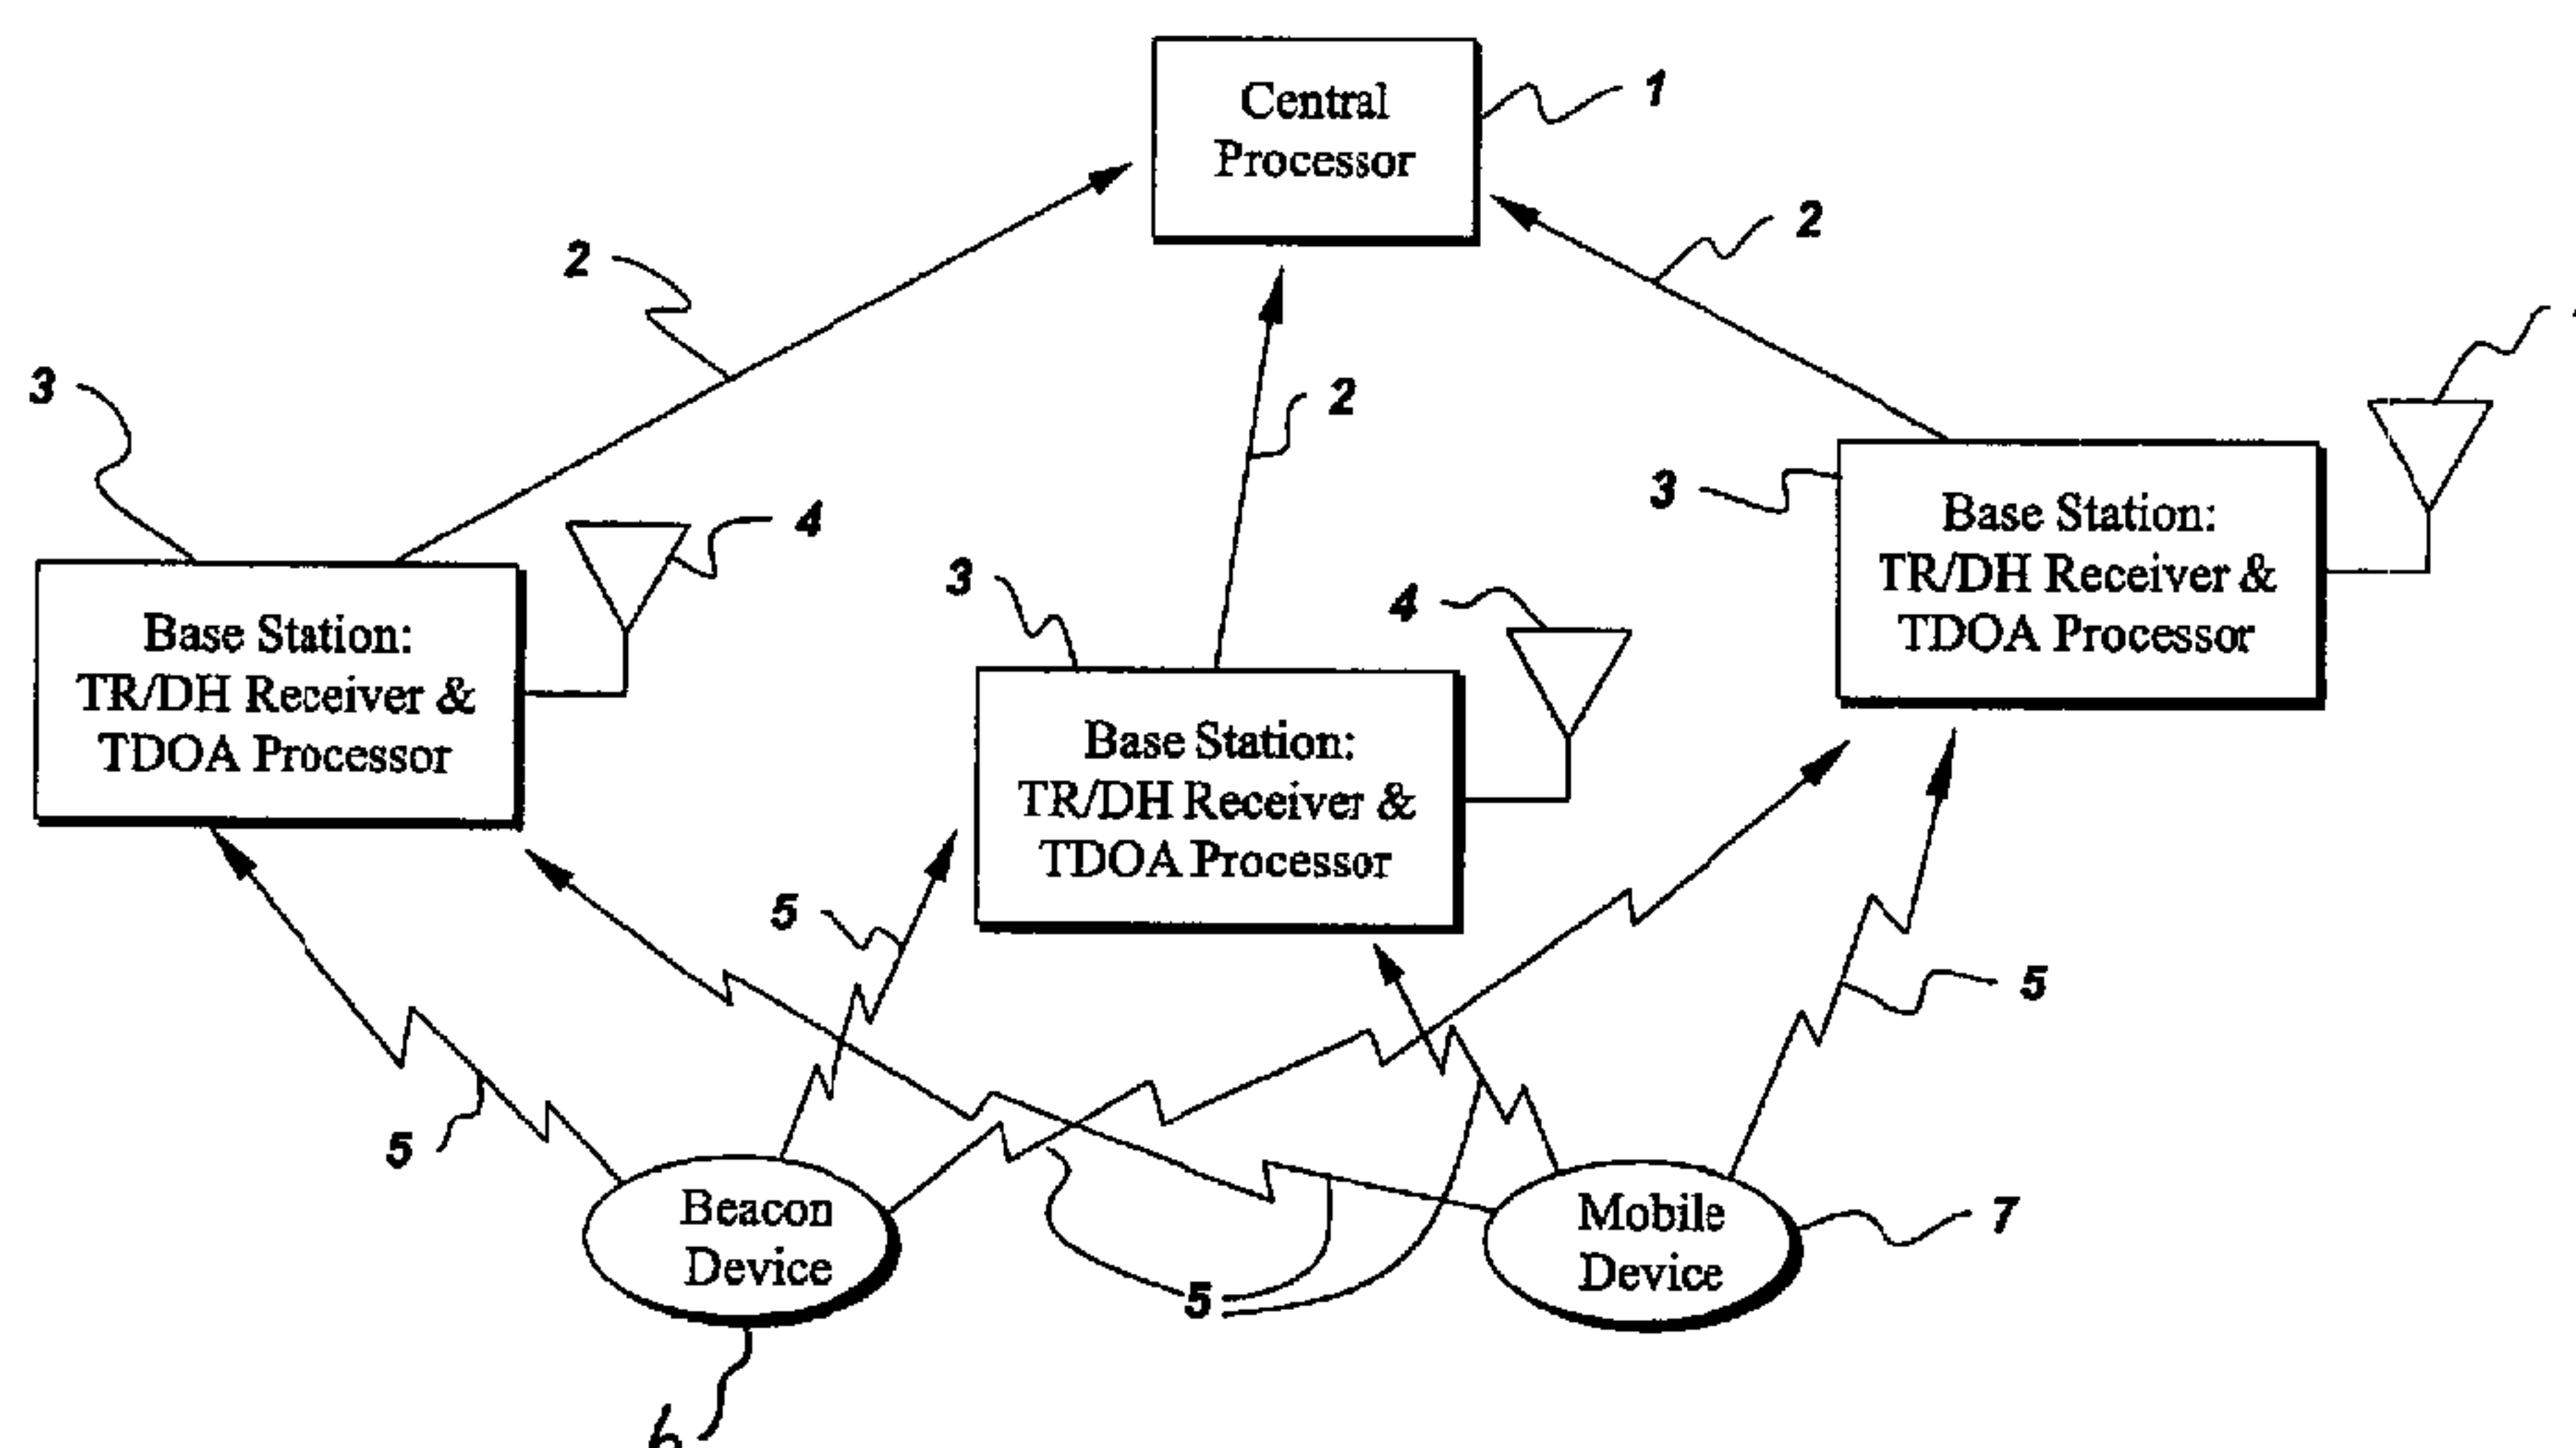 Central
Processor
1
2
2
2
3
4
Base Station:
TR/DH Receiver &
TDOA Processor
3
4
Base Station:
TR/DH Receiver &
TDOA Processor
3
Base Station:
TR/DH Receiver &
TDOA Processor
5
5
5
5
Beacon
Device
6
Mobile
Device
7